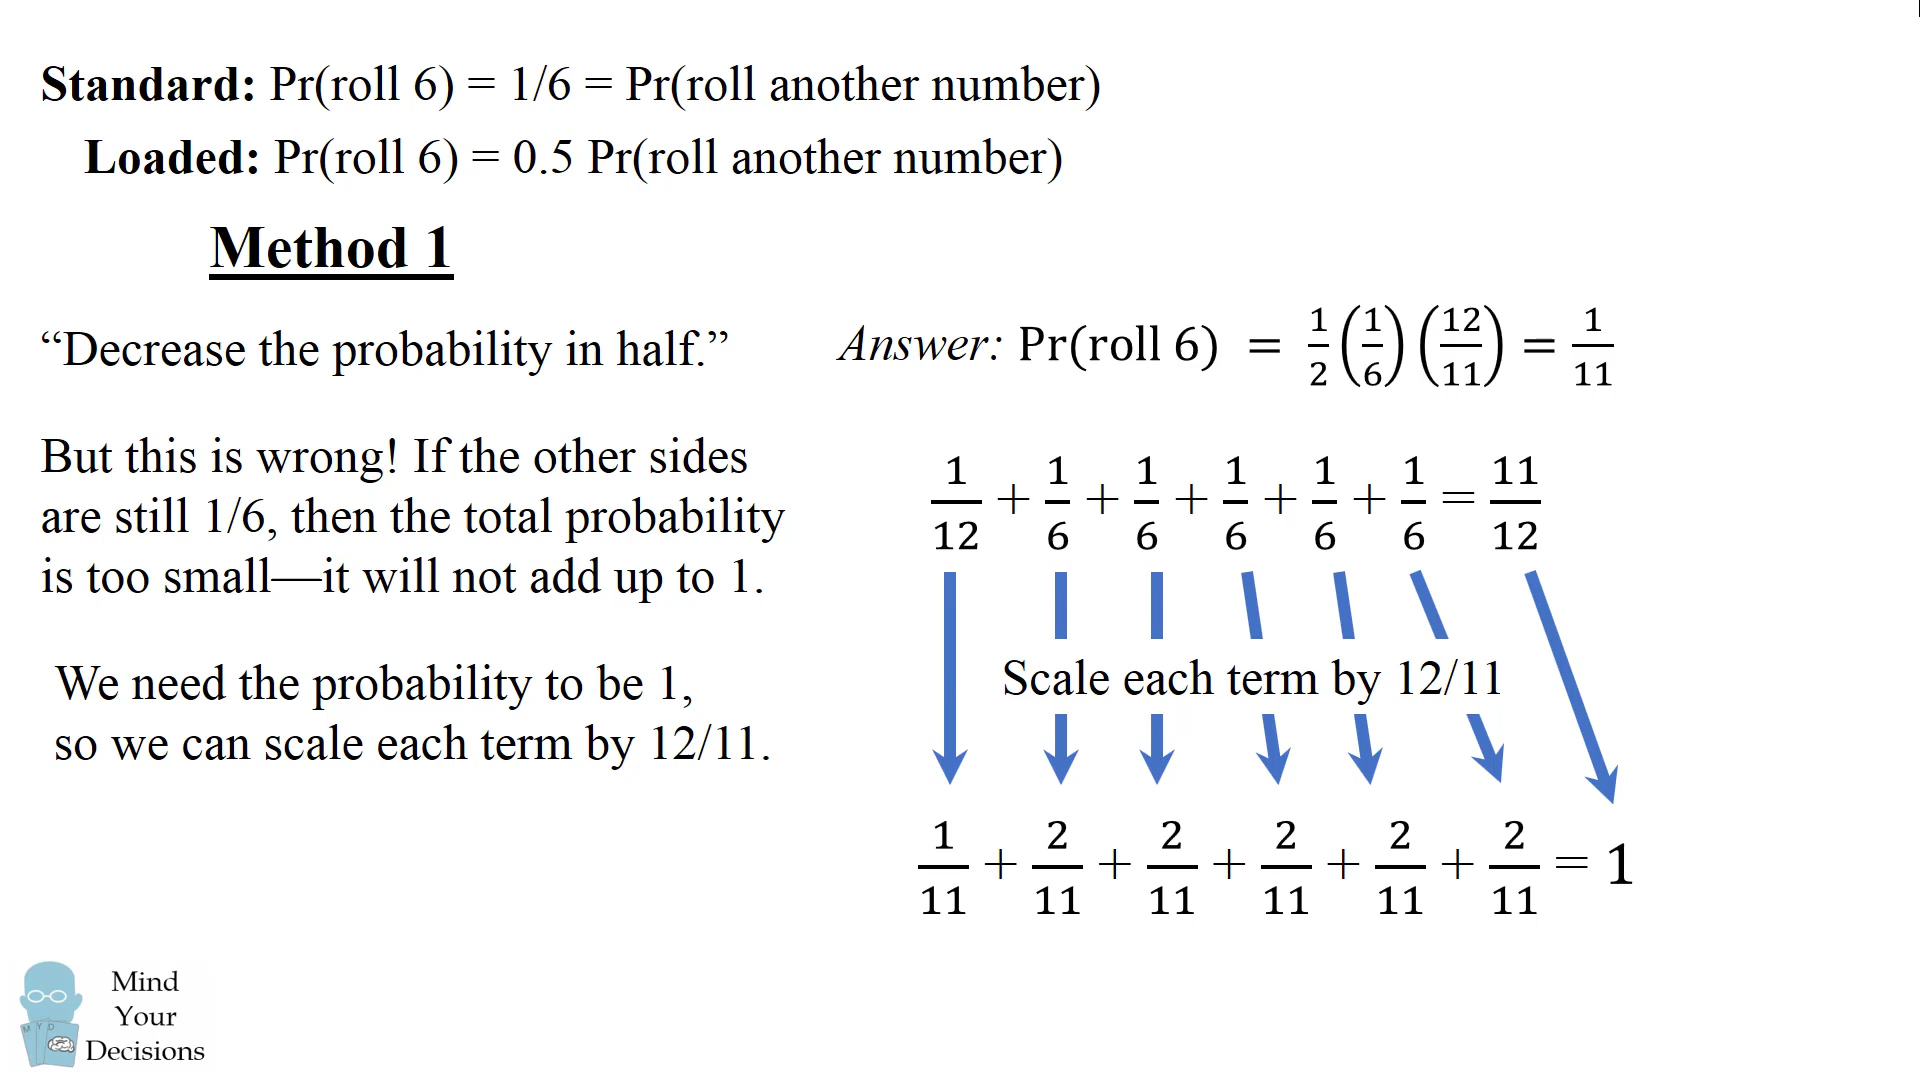 Standard: Pr(roll 6) = 1/6 = Pr(roll another number)
Loaded: Pr(roll 6) = 0.5 Pr(roll another number)
Method 1
“Decrease the probability in half.”
Answer: Pr(roll 6) = 1/2 (1/6) (12/11) = 1/11
But this is wrong! If the other sides
are still 1/6, then the total probability
is too small—it will not add up to 1.
1/12 + 1/6 + 1/6 + 1/6 + 1/6 + 1/6 = 11/12
We need the probability to be 1,
so we can scale each term by 12/11.
Scale each term by 12/11
1/11 + 2/11 + 2/11 + 2/11 + 2/11 + 2/11 = 1
M Y D
Mind
Your
Decisions